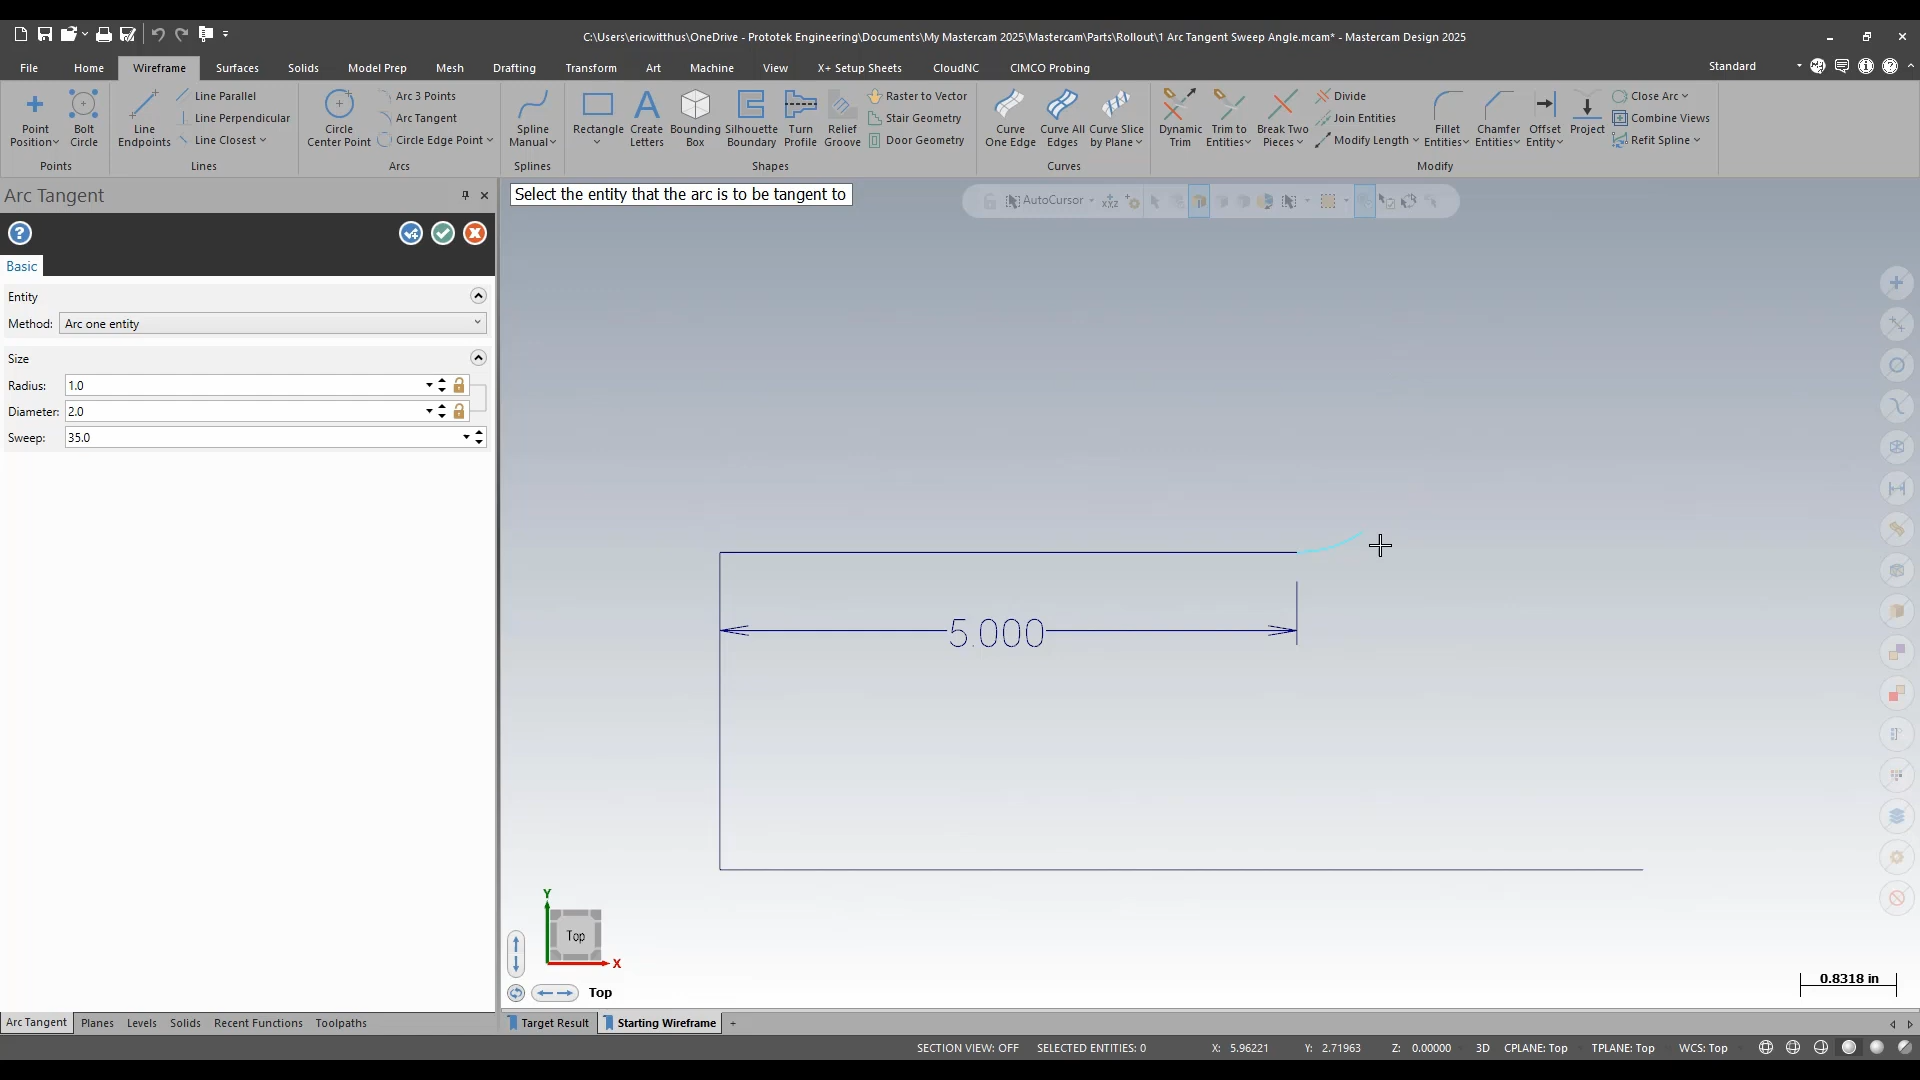 C:\Users\ericwitthus\OneDrive - Prototek Engineering\Documents\My Mastercam 2025\Mastercam\Parts\Rollout\1 Arc Tangent Sweep Angle.mcam* - Mastercam Design 2025
File Home Wireframe Surfaces Solids Model Prep Mesh Drafting Transform Art Machine View X+ Setup Sheets CloudNC CIMCO Probing Standard
Point Position
Bolt Circle
Points
Line Endpoints
Line Parallel
Line Perpendicular
Line Closest
Lines
Circle Center Point
Arc 3 Points
Arc Tangent
Circle Edge Point
Arcs
Spline Manual
Splines
Rectangle
Create Letters
Bounding Box
Silhouette Boundary
Turn Profile
Relief Groove
Raster to Vector
Stair Geometry
Door Geometry
Shapes
Curve One Edge
Curve All Edges
Curve Slice by Plane
Curves
Dynamic Trim
Trim to Entities
Break Two Pieces
Divide
Join Entities
Modify Length
Fillet Entities
Chamfer Entities
Offset Entity
Project
Close Arc
Combine Views
Refit Spline
Modify
Arc Tangent
Basic
Entity
Method: Arc one entity
Size
Radius: 1.0
Diameter: 2.0
Sweep: 35.0
Select the entity that the arc is to be tangent to
AutoCursor
5.000
Y
Top
X
Top
0.8318 in
Arc Tangent Planes Levels Solids Recent Functions Toolpaths
Target Result Starting Wireframe +
SECTION VIEW: OFF SELECTED ENTITIES: 0 X: 5.96221 Y: 2.71963 Z: 0.00000 3D CPLANE: Top TPLANE: Top WCS: Top